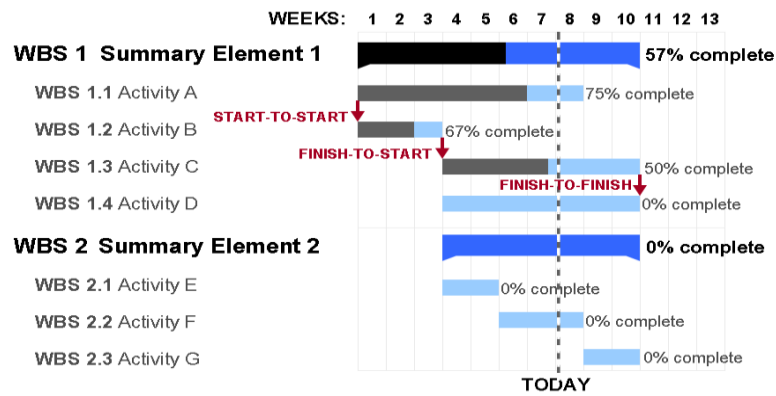 WEEKS: 1 2 3 4 5 6 7 8 9 10 11 12 13
WBS 1 Summary Element 1 57% complete
WBS 1.1 Activity A 75% complete
START-TO-START
WBS 1.2 Activity B 67% complete
FINISH-TO-START
WBS 1.3 Activity C 50% complete
FINISH-TO-FINISH
WBS 1.4 Activity D 0% complete
WBS 2 Summary Element 2 0% complete
WBS 2.1 Activity E 0% complete
WBS 2.2 Activity F 0% complete
WBS 2.3 Activity G 0% complete
TODAY